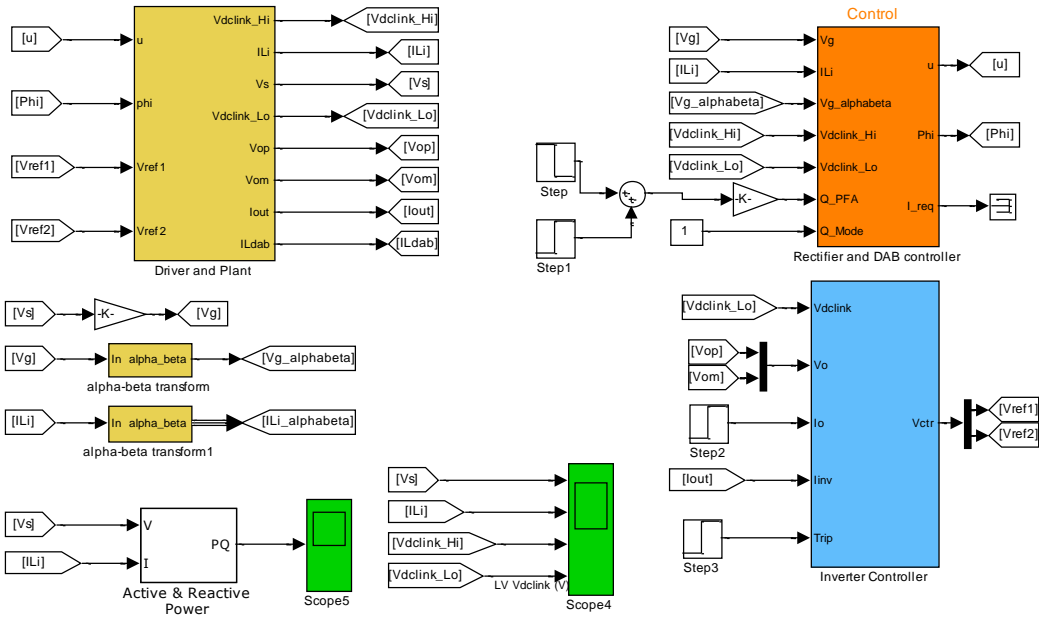 [u]
[Phi]
[Vref1]
[Vref2]
u
phi
Vref1
Vref2
Vdclink_Hi
ILi
Vs
Vdclink_Lo
Vop
Vom
Iout
ILdab
Driver and Plant
[Vdclink_Hi]
[ILi]
[Vs]
[Vdclink_Lo]
[Vop]
[Vom]
[Iout]
[ILdab]
Control
[Vg]
[ILi]
[Vg_alphabeta]
[Vdclink_Hi]
[Vdclink_Lo]
Step
Step1
-K-
1
Vg
ILi
Vg_alphabeta
Vdclink_Hi
Vdclink_Lo
Q_PFA
Q_Mode
u
Phi
I_req
Rectifier and DAB controller
[u]
[Phi]
[Vs]
-K-
[Vg]
[Vg]
In alpha_beta
[Vg_alphabeta]
alpha-beta transform
[ILi]
In alpha_beta
[ILi_alphabeta]
alpha-beta transform1
[Vdclink_Lo]
[Vop]
[Vom]
Step2
[Iout]
Step3
Vdclink
Vo
Io
Iinv
Trip
Vctr
Inverter Controller
[Vref1]
[Vref2]
[Vs]
[ILi]
V
I
PQ
Active & Reactive
Power
Scope5
[Vs]
[ILi]
[Vdclink_Hi]
[Vdclink_Lo]
LV Vdclink (V)
Scope4